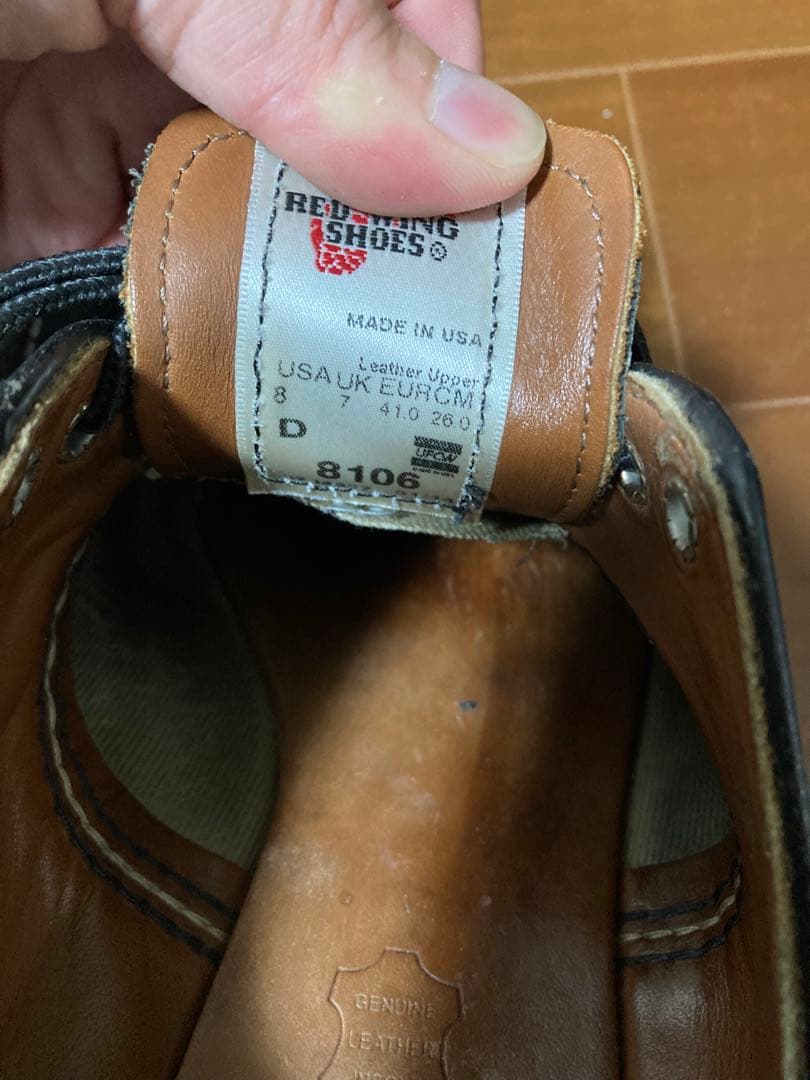 RED WING
SHOES®
MADE IN USA
Leather Upper
USA UK EUR CM
8 7 41.0 26.0
D
UFCW
8106
GENUINE
LEATHER